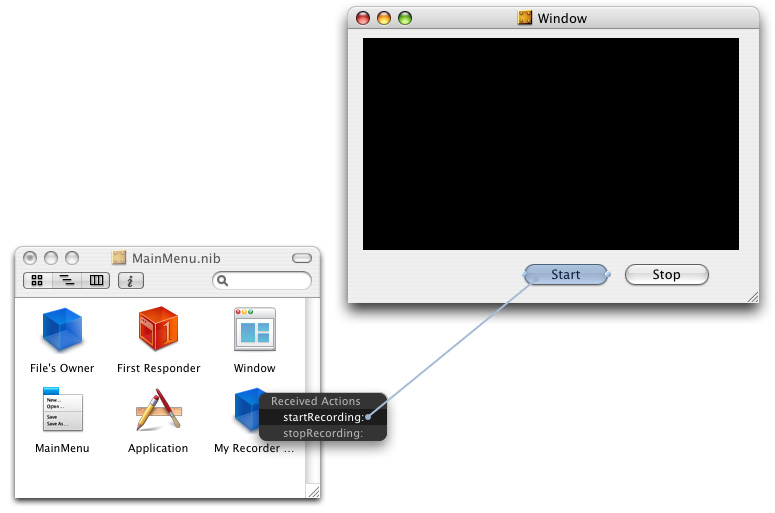 Window
Start
Stop
MainMenu.nib
i
File's Owner
First Responder
1
Window
New...
Open...
Save
Save As...
MainMenu
Application
My Recorder ...
Received Actions
startRecording:
stopRecording: